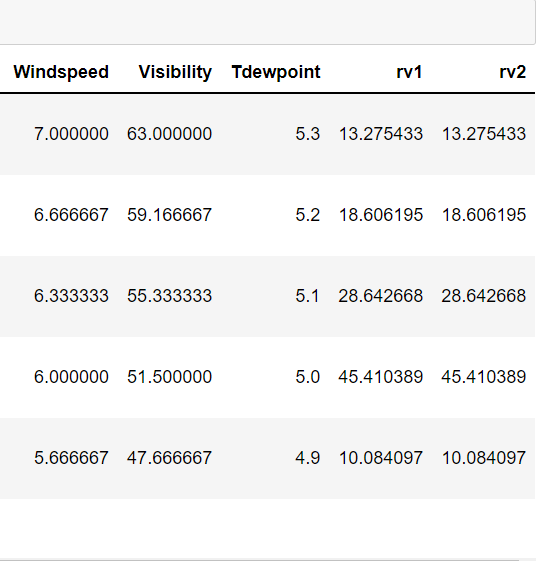 Windspeed Visibility Tdewpoint rv1 rv2
7.000000 63.000000 5.3 13.275433 13.275433
6.666667 59.166667 5.2 18.606195 18.606195
6.333333 55.333333 5.1 28.642668 28.642668
6.000000 51.500000 5.0 45.410389 45.410389
5.666667 47.666667 4.9 10.084097 10.084097